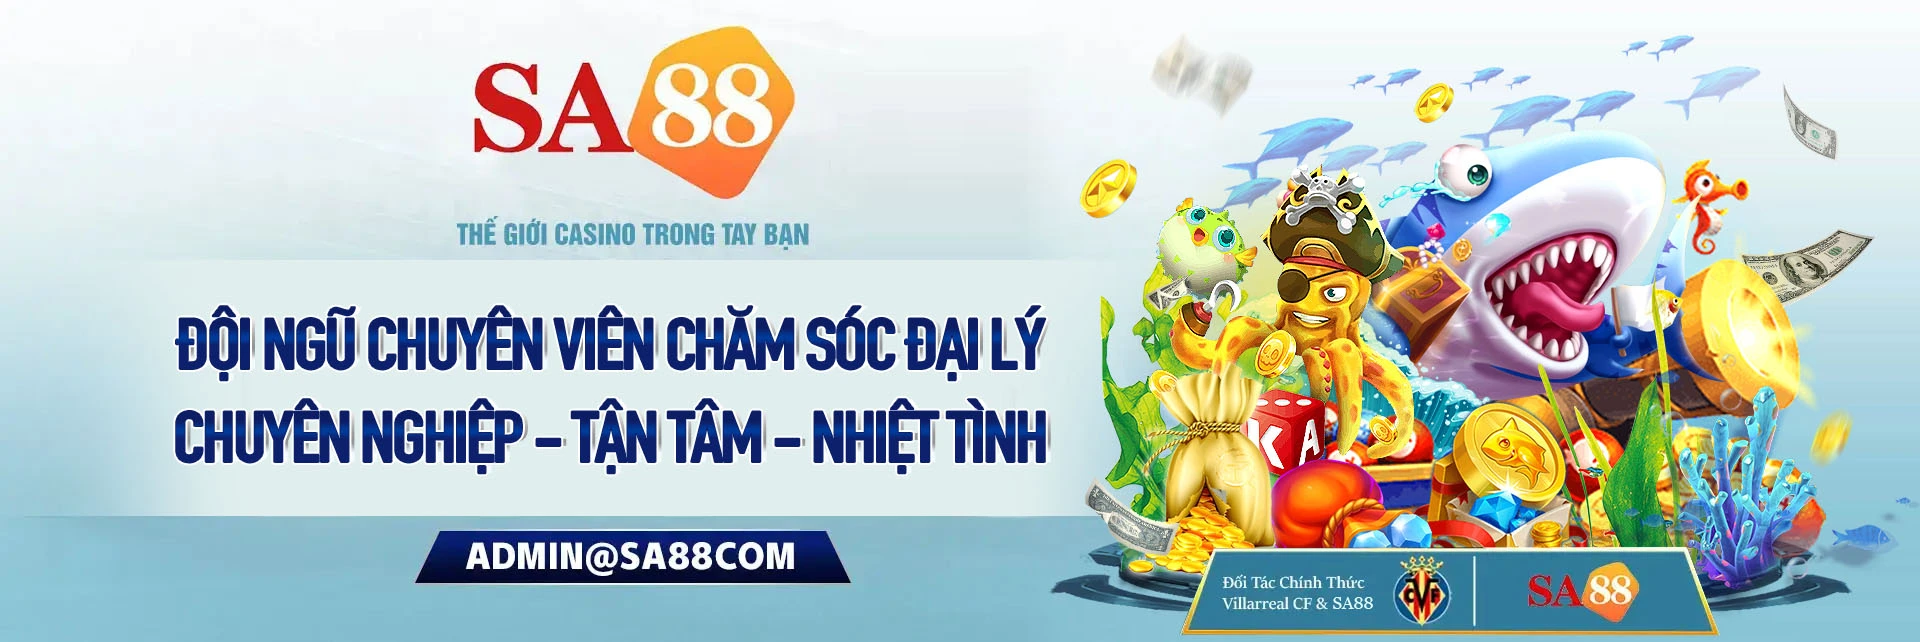 SA88
THẾ GIỚI CASINO TRONG TAY BẠN
ĐỘI NGŨ CHUYÊN VIÊN CHĂM SÓC ĐẠI LÝ
CHUYÊN NGHIỆP – TẬN TÂM – NHIỆT TÌNH
ADMIN@SA88COM
K A
Đối Tác Chính Thức
Villarreal CF & SA88
CVF
SA88